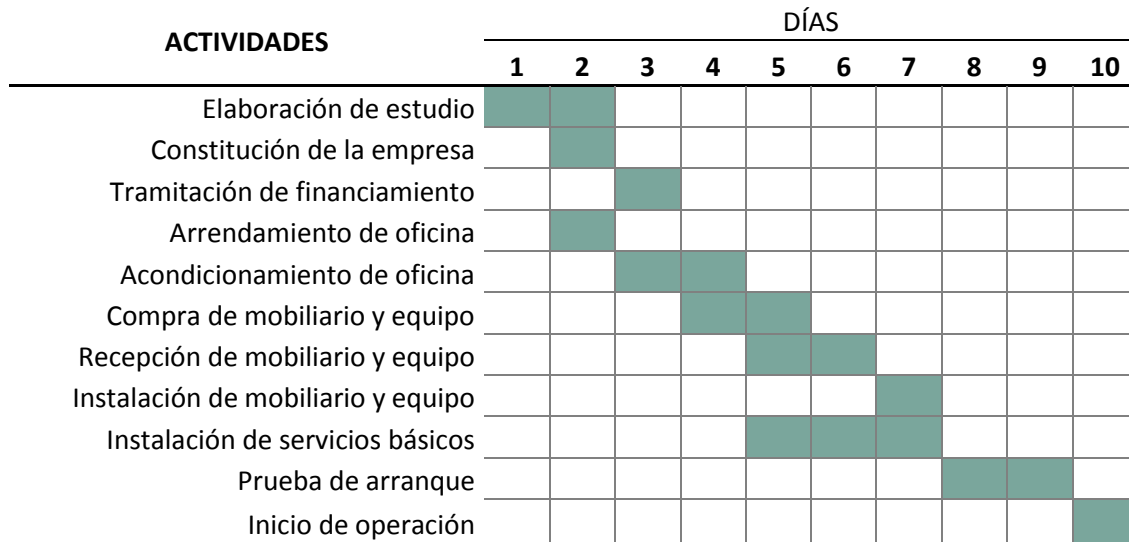 DÍAS
ACTIVIDADES
1 2 3 4 5 6 7 8 9 10
Elaboración de estudio
Constitución de la empresa
Tramitación de financiamiento
Arrendamiento de oficina
Acondicionamiento de oficina
Compra de mobiliario y equipo
Recepción de mobiliario y equipo
Instalación de mobiliario y equipo
Instalación de servicios básicos
Prueba de arranque
Inicio de operación